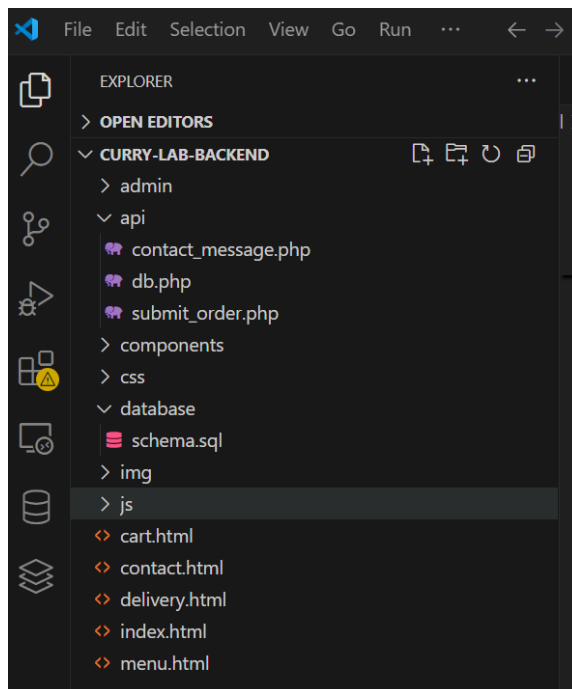 File Edit Selection View Go Run ···
EXPLORER
OPEN EDITORS
CURRY-LAB-BACKEND
admin
api
contact_message.php
db.php
submit_order.php
components
css
database
schema.sql
img
js
cart.html
contact.html
delivery.html
index.html
menu.html